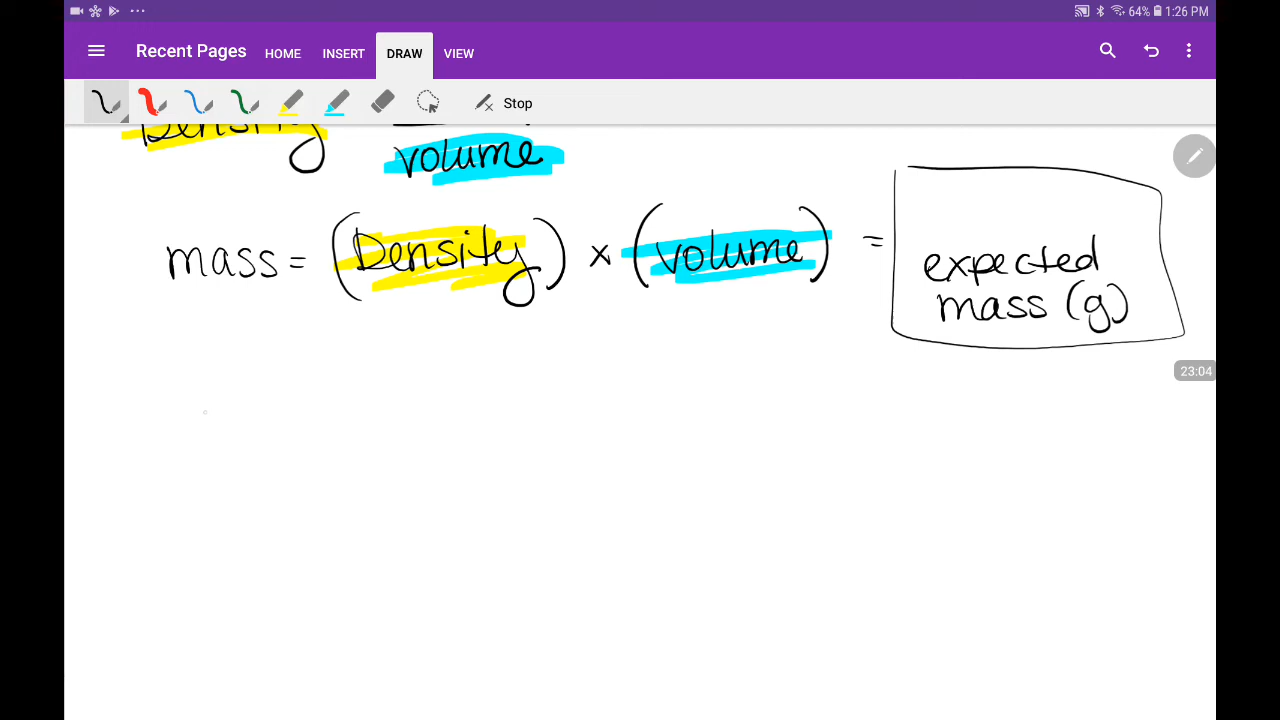 64% 1:26 PM
Recent Pages HOME INSERT DRAW VIEW
Stop
Density
volume
mass = (Density) x (volume) =
expected
mass (g)
23:04